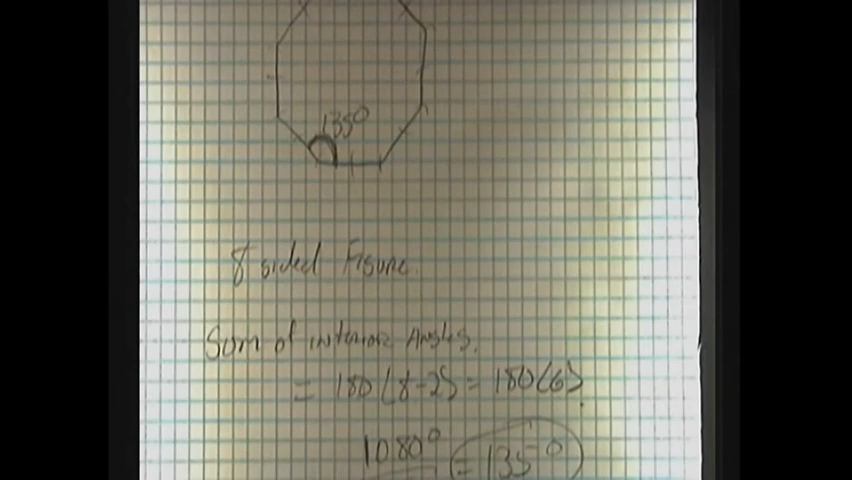 135°
8 sided Figure.
Sum of interior Angles.
= 180(8-2) = 180(6).
1080° = 135°